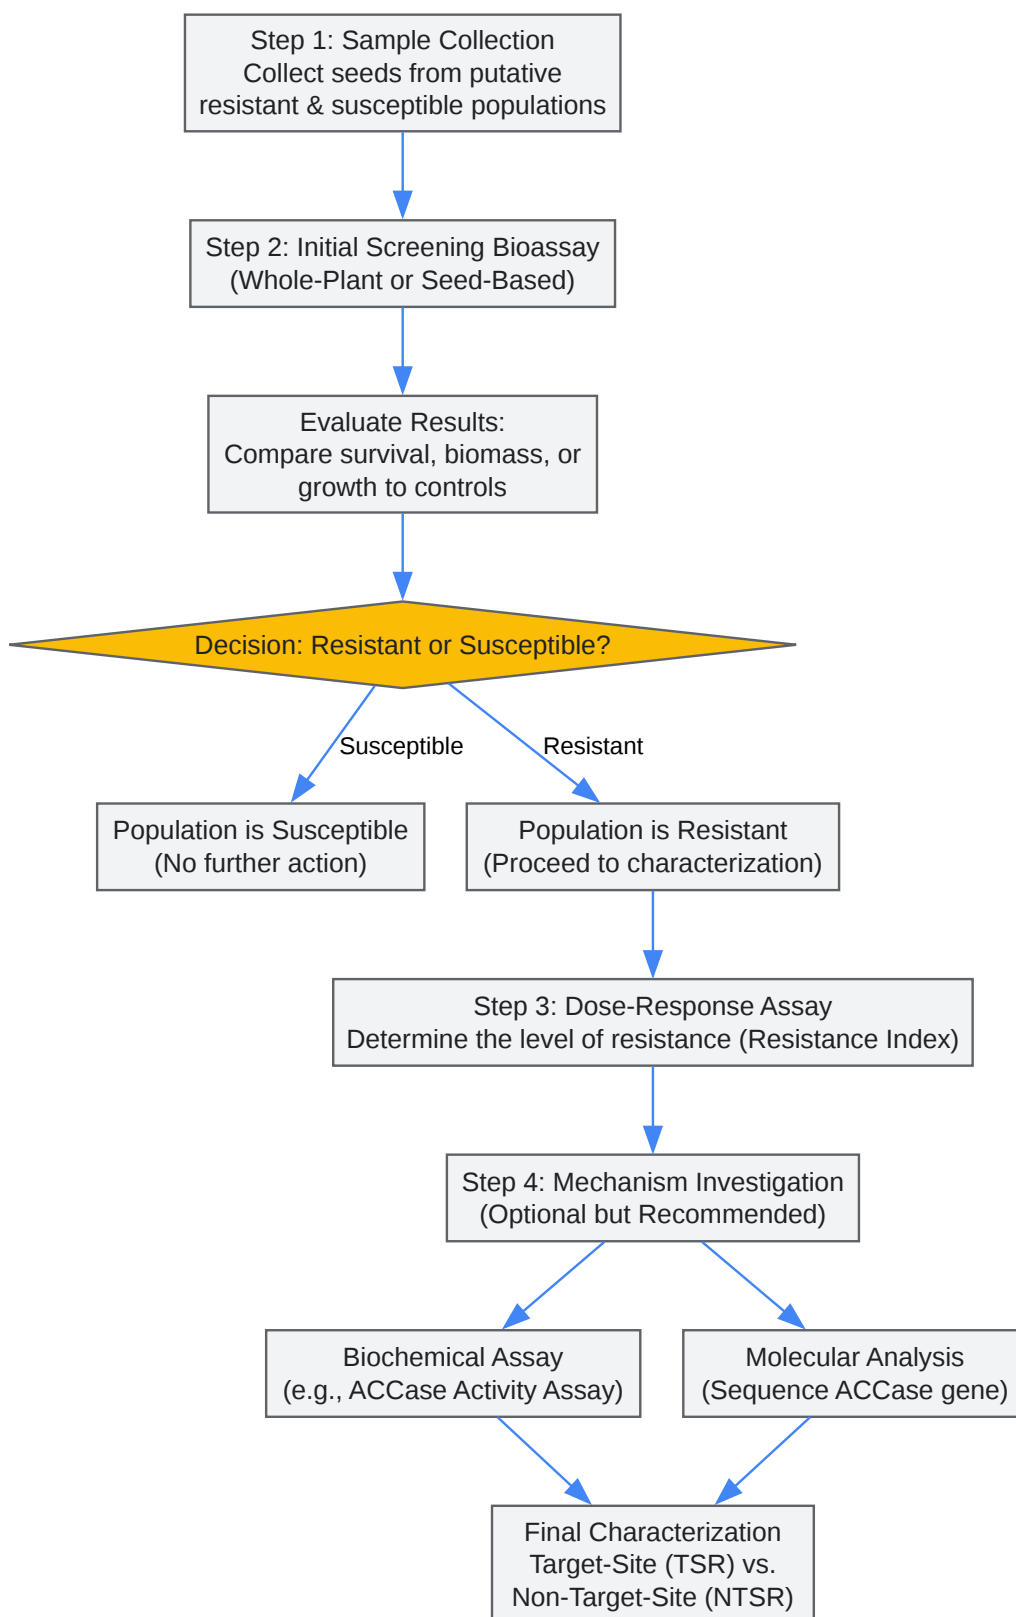 Step 1: Sample Collection
Collect seeds from putative
resistant & susceptible populations
Step 2: Initial Screening Bioassay
(Whole-Plant or Seed-Based)
Evaluate Results:
Compare survival, biomass, or
growth to controls
Decision: Resistant or Susceptible?
Susceptible
Resistant
Population is Susceptible
(No further action)
Population is Resistant
(Proceed to characterization)
Step 3: Dose-Response Assay
Determine the level of resistance (Resistance Index)
Step 4: Mechanism Investigation
(Optional but Recommended)
Biochemical Assay
(e.g., ACCase Activity Assay)
Molecular Analysis
(Sequence ACCase gene)
Final Characterization
Target-Site (TSR) vs.
Non-Target-Site (NTSR)